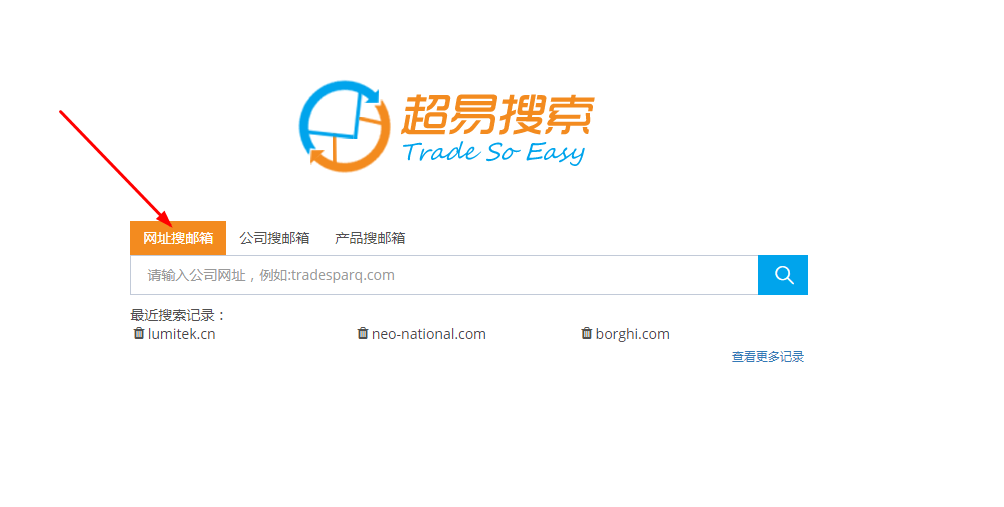 超易搜索
Trade So Easy
网址搜邮箱 公司搜邮箱 产品搜邮箱
请输入公司网址，例如:tradesparq.com
最近搜索记录：
lumitek.cn neo-national.com borghi.com
查看更多记录